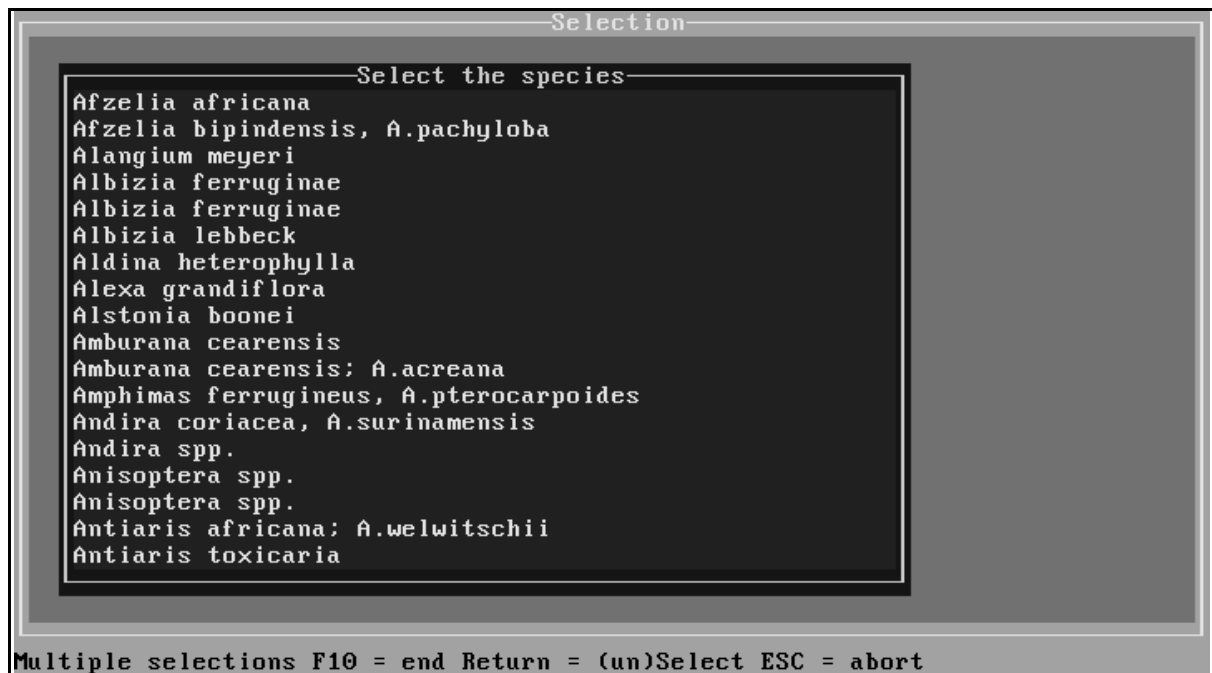 Selection
Select the species
Afzelia africana
Afzelia bipindensis, A.pachyloba
Alangium meyeri
Albizia ferruginae
Albizia ferruginae
Albizia lebbeck
Aldina heterophylla
Alexa grandiflora
Alstonia boonei
Amburana cearensis
Amburana cearensis; A.acreana
Amphimas ferrugineus, A.pterocarpoides
Andira coriacea, A.surinamensis
Andira spp.
Anisoptera spp.
Anisoptera spp.
Antiaris africana; A.welwitschii
Antiaris toxicaria
Multiple selections F10 = end Return = (un)Select ESC = abort